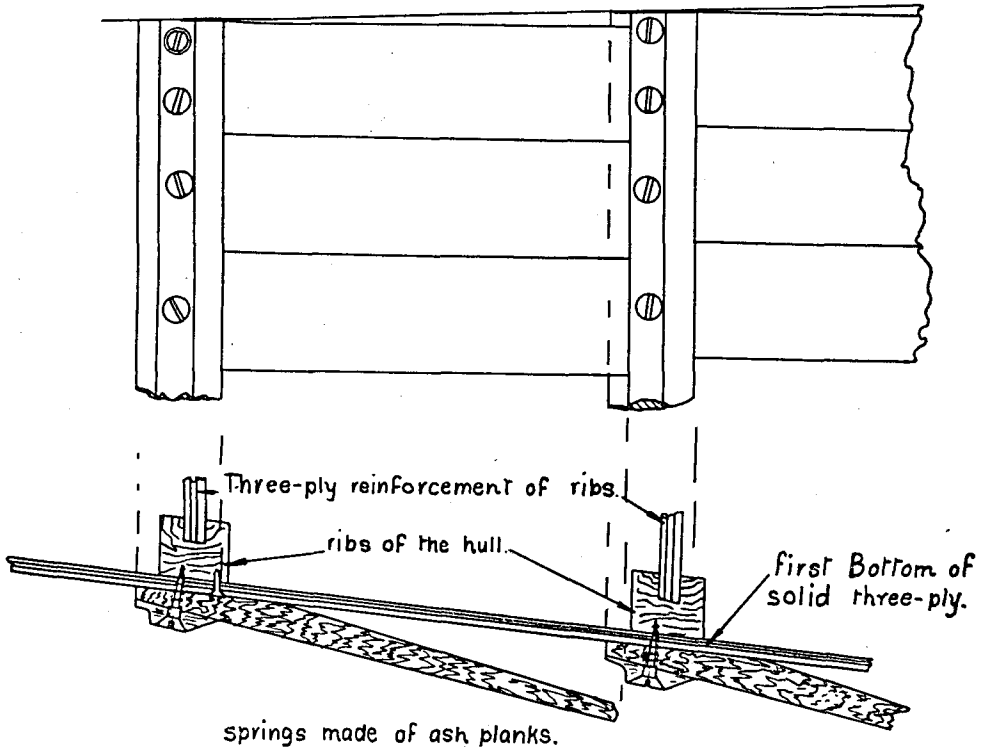 Three-ply reinforcement of ribs.
ribs of the hull.
first Bottom of
solid three-ply.
springs made of ash planks.